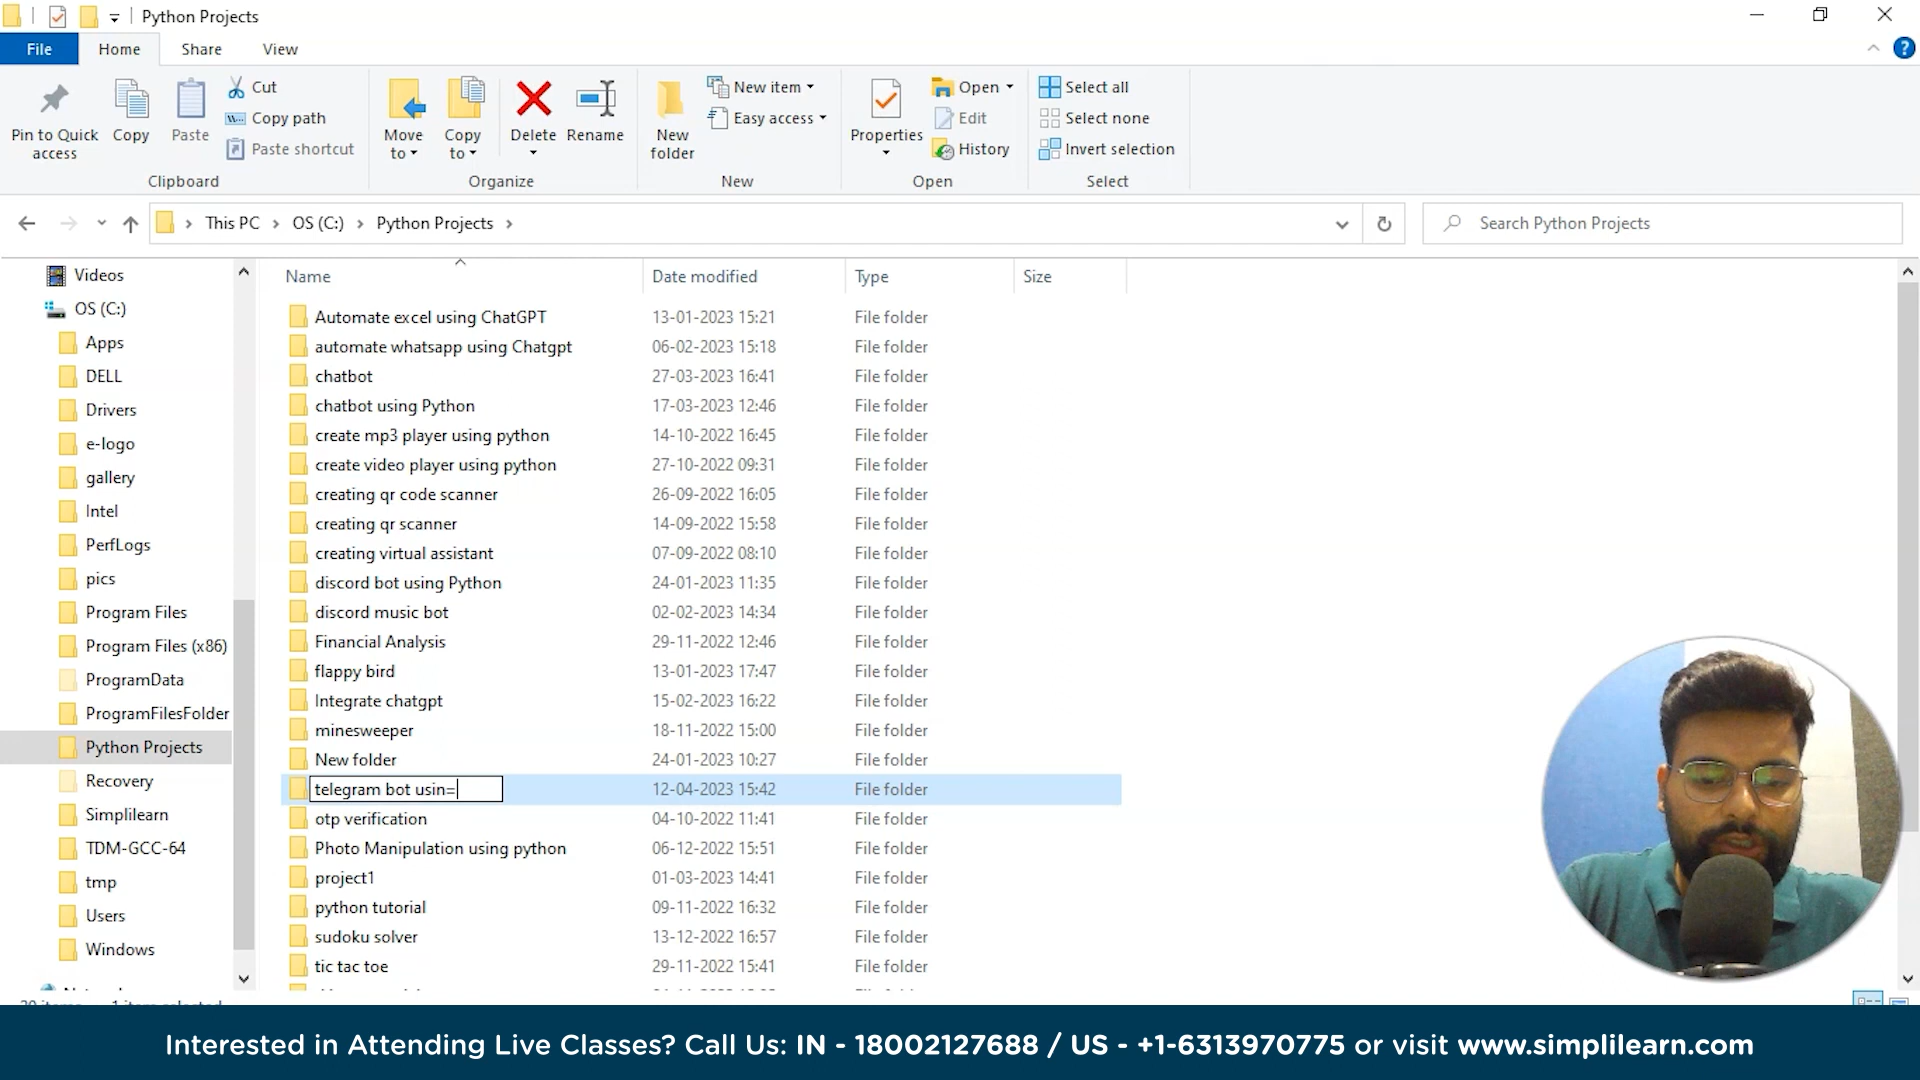 Python Projects
File Home Share View
Pin to Quick access
Copy
Paste
Cut
Copy path
Paste shortcut
Clipboard
Move to
Copy to
Delete
Rename
Organize
New folder
New item
Easy access
New
Properties
Open
Edit
History
Open
Select all
Select none
Invert selection
Select
This PC > OS (C:) > Python Projects >
Search Python Projects
Videos
OS (C:)
Apps
DELL
Drivers
e-logo
gallery
Intel
PerfLogs
pics
Program Files
Program Files (x86)
ProgramData
ProgramFilesFolder
Python Projects
Recovery
Simplilearn
TDM-GCC-64
tmp
Users
Windows
Name Date modified Type Size
Automate excel using ChatGPT 13-01-2023 15:21 File folder
automate whatsapp using Chatgpt 06-02-2023 15:18 File folder
chatbot 27-03-2023 16:41 File folder
chatbot using Python 17-03-2023 12:46 File folder
create mp3 player using python 14-10-2022 16:45 File folder
create video player using python 27-10-2022 09:31 File folder
creating qr code scanner 26-09-2022 16:05 File folder
creating qr scanner 14-09-2022 15:58 File folder
creating virtual assistant 07-09-2022 08:10 File folder
discord bot using Python 24-01-2023 11:35 File folder
discord music bot 02-02-2023 14:34 File folder
Financial Analysis 29-11-2022 12:46 File folder
flappy bird 13-01-2023 17:47 File folder
Integrate chatgpt 15-02-2023 16:22 File folder
minesweeper 18-11-2022 15:00 File folder
New folder 24-01-2023 10:27 File folder
telegram bot usin= 12-04-2023 15:42 File folder
otp verification 04-10-2022 11:41 File folder
Photo Manipulation using python 06-12-2022 15:51 File folder
project1 01-03-2023 14:41 File folder
python tutorial 09-11-2022 16:32 File folder
sudoku solver 13-12-2022 16:57 File folder
tic tac toe 29-11-2022 15:41 File folder
Interested in Attending Live Classes? Call Us: IN - 18002127688 / US - +1-6313970775 or visit www.simplilearn.com